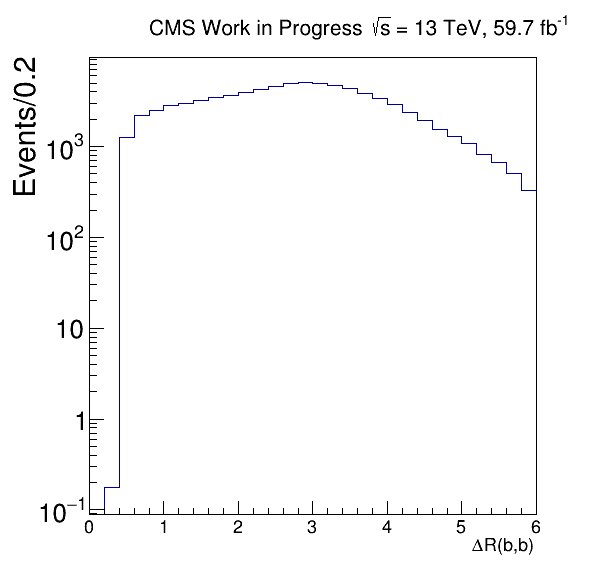 CMS Work in Progress √s = 13 TeV, 59.7 fb⁻¹
Events/0.2
10³
10²
10
1
10⁻¹
0 1 2 3 4 5 6
ΔR(b,b)